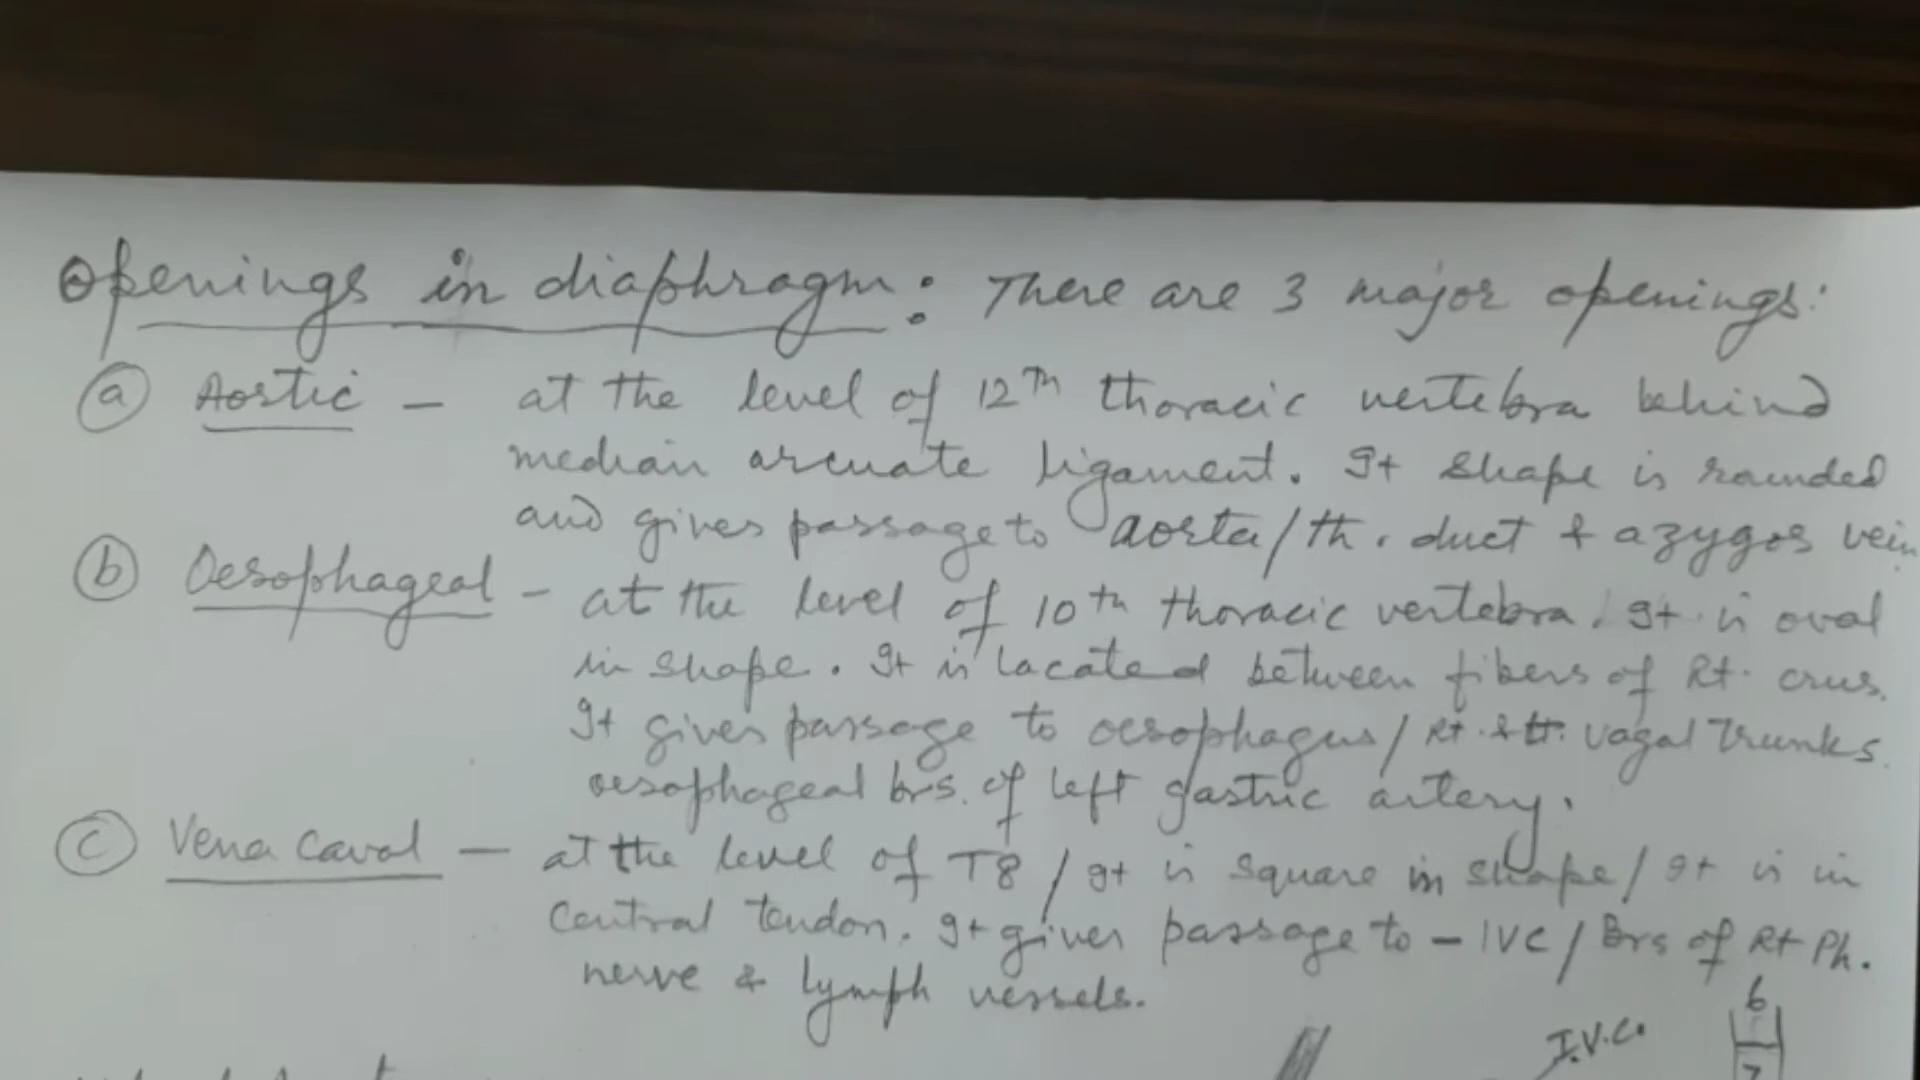 Openings in diaphragm: There are 3 major openings:
(a) Aortic — at the level of 12th thoracic vertebra behind
median arcuate ligament. It shape is rounded
and gives passage to aorta/th. duct & azygos vein
(b) Oesophageal - at the level of 10th thoracic vertebra. It is oval
in shape. It is lacated between fibers of Rt. crus.
It gives passage to oesophagus/Rt. & lt. vagal Trunks.
oesophageal brs. of left gastric artery.
(c) Vena Caval — at the level of T8/It is square in shape/It is in
Central tendon. It gives passage to - IVC/Brs of Rt Ph.
nerve & lymph vessels.
I.V.C.
6
7